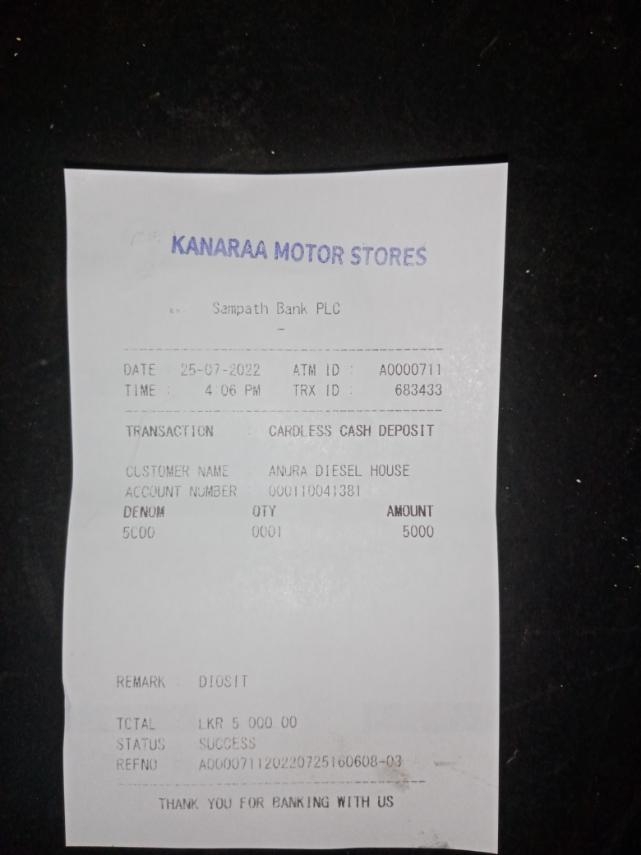 KANARAA MOTOR STORES
Sampath Bank PLC
DATE : 25-07-2022 ATM ID : A0000711
TIME : 4:06 PM TRX ID : 683433
TRANSACTION : CARDLESS CASH DEPOSIT
CUSTOMER NAME : ANURA DIESEL HOUSE
ACCOUNT NUMBER : 000110041381
DENOM QTY AMOUNT
5000 0001 5000
REMARK : DIOSIT
TOTAL : LKR 5 000.00
STATUS : SUCCESS
REFNO : A000071120220725160608-03
THANK YOU FOR BANKING WITH US